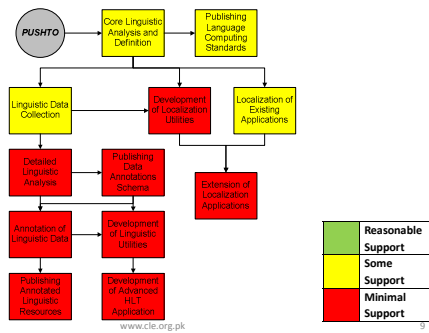 PUSHTO
Core Linguistic
Analysis and
Definition
Publishing
Language
Computing
Standards
Linguistic Data
Collection
Development
of Localization
Utilities
Localization of
Existing
Applications
Detailed
Linguistic
Analysis
Publishing
Data
Annotations
Schema
Extension of
Localization
Applications
Annotation of
Linguistic Data
Development
of Linguistic
Utilities
Publishing
Annotated
Linguistic
Resources
Development
of Advanced
HLT
Application
Reasonable
Support
Some
Support
Minimal
Support
www.cle.org.pk
9